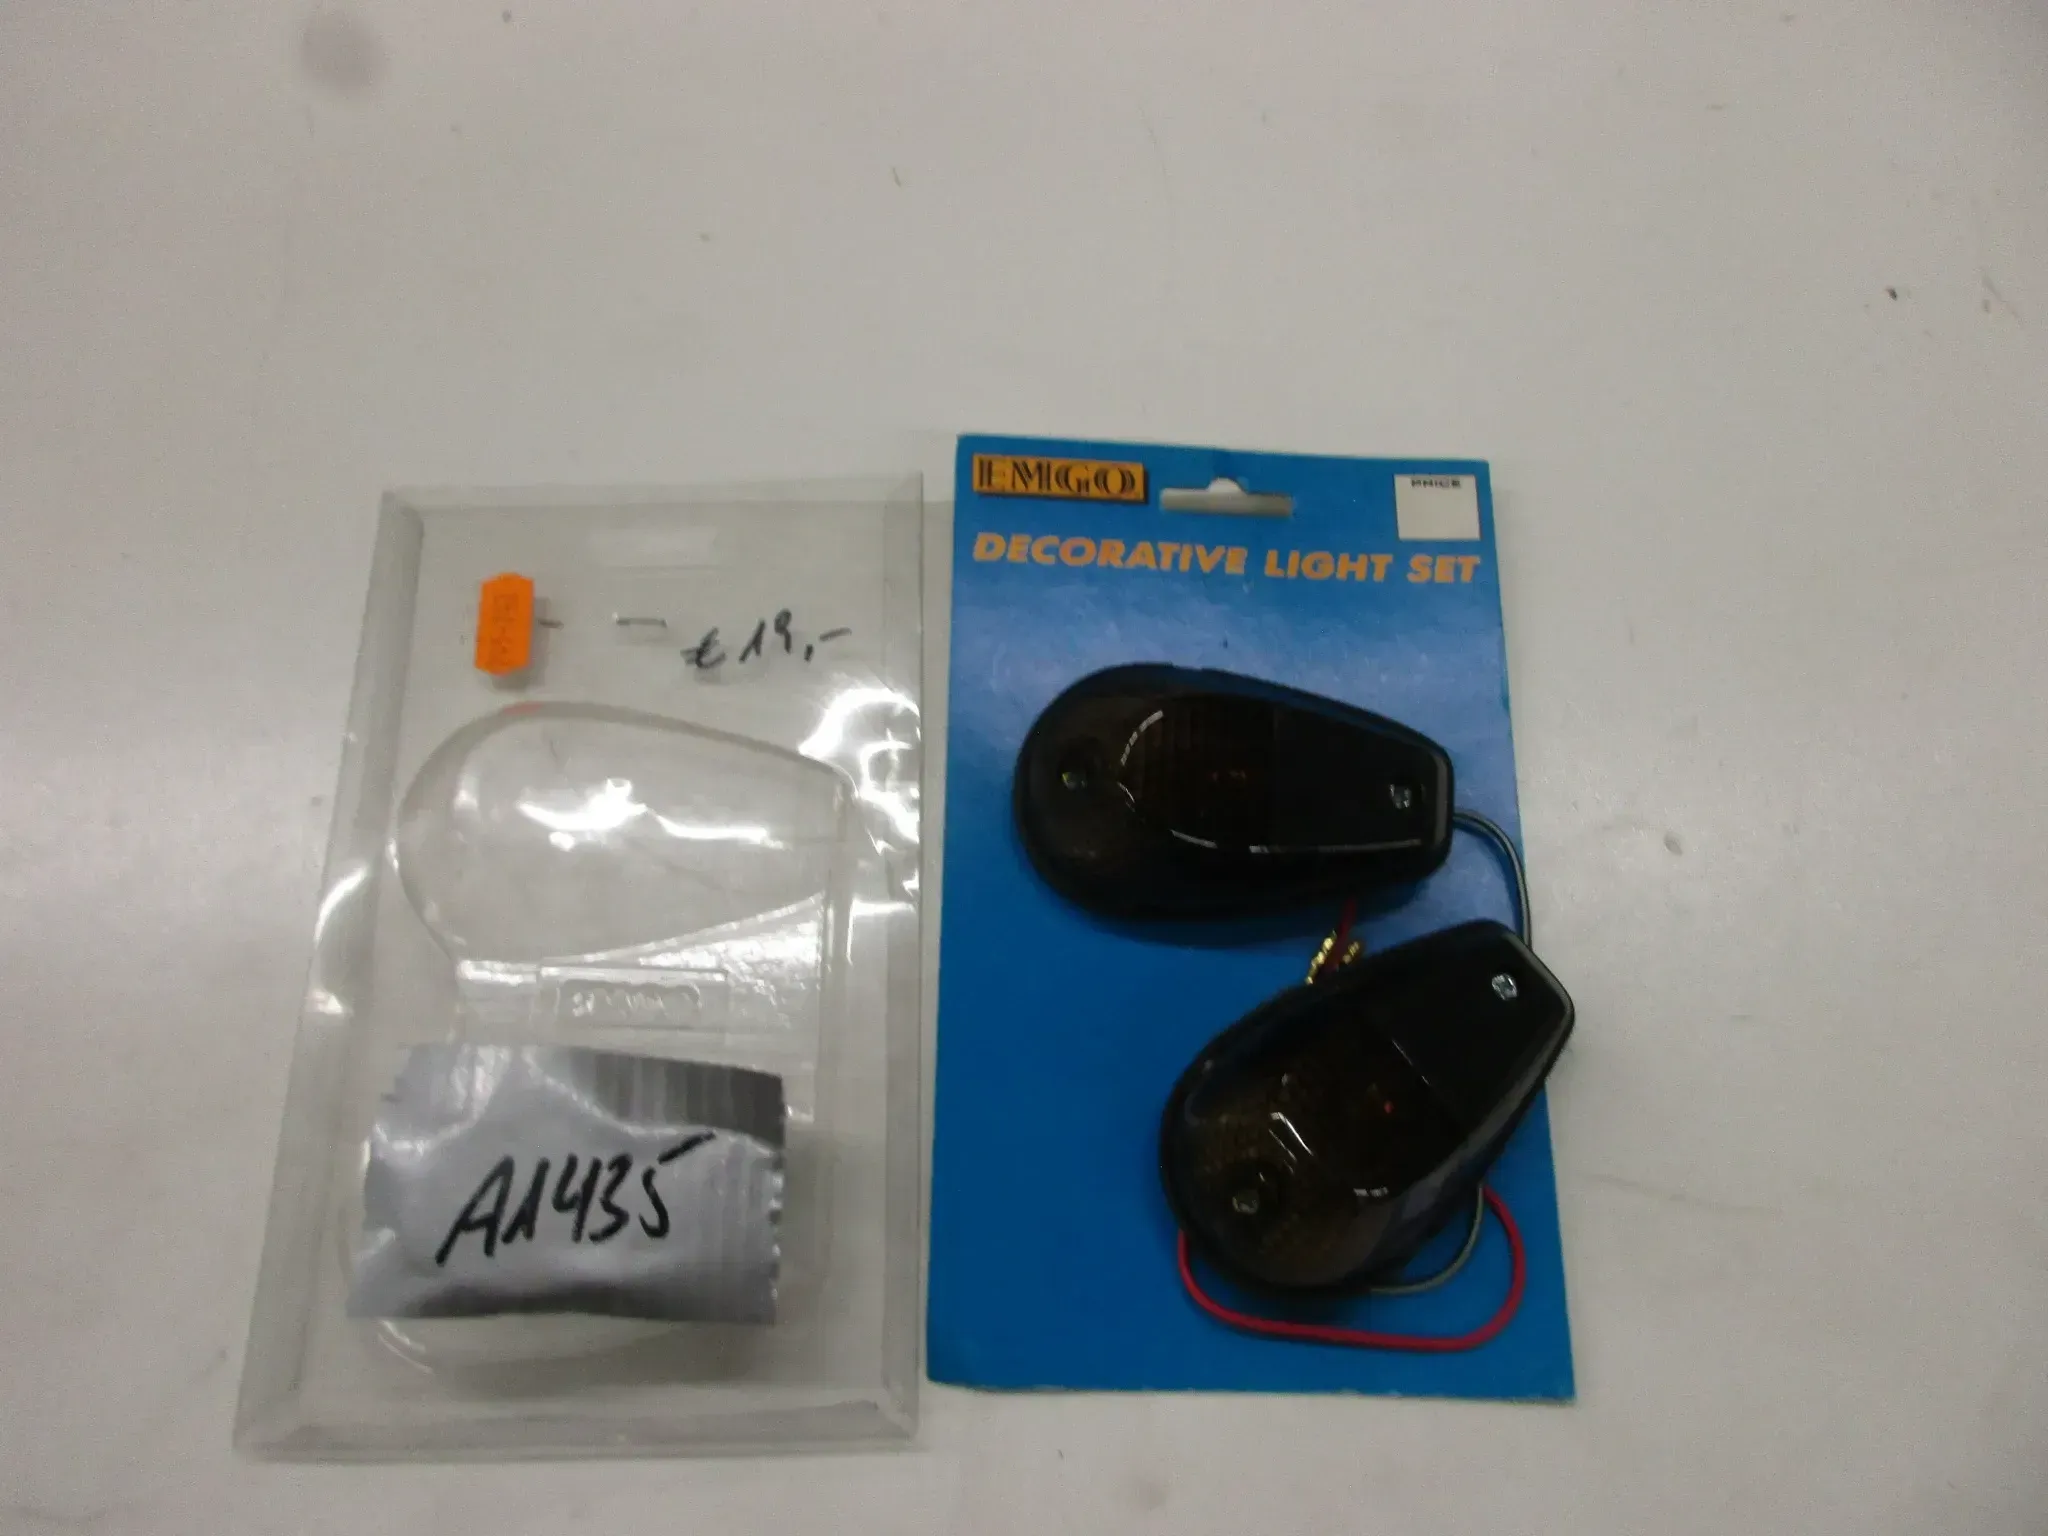 EMGO
PRICE
DECORATIVE LIGHT SET
€ 19,-
A1435